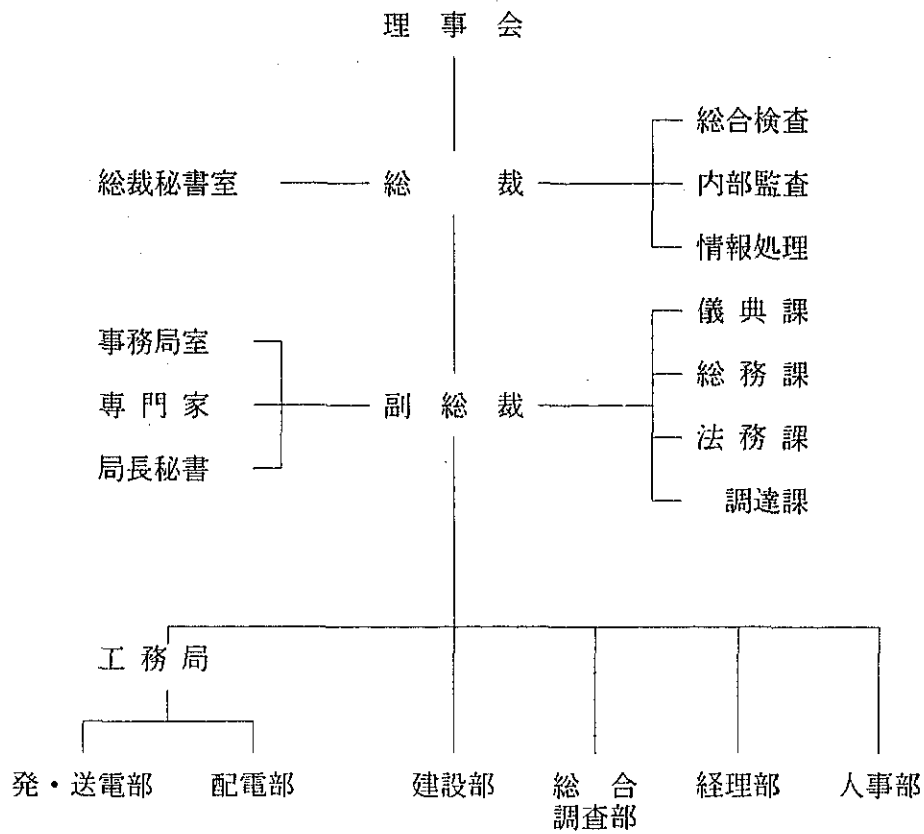 理事会
総合検査
総裁秘書室 総裁 内部監査
情報処理
儀典課
事務局室
総務課
専門家 副総裁
法務課
局長秘書
調達課
工務局
発・送電部 配電部 建設部 総合 経理部 人事部
調査部